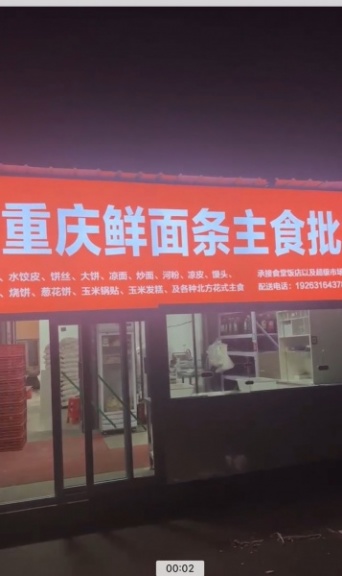 重庆鲜面条主食批
、水饺皮、饼丝、大饼、凉面、炒面、河粉、凉皮、馒头、
、烧饼、葱花饼、玉米锅贴、玉米发糕、及各种北方花式主食
承接食堂饭店以及超级市场
配送电话：1925316437
00:02